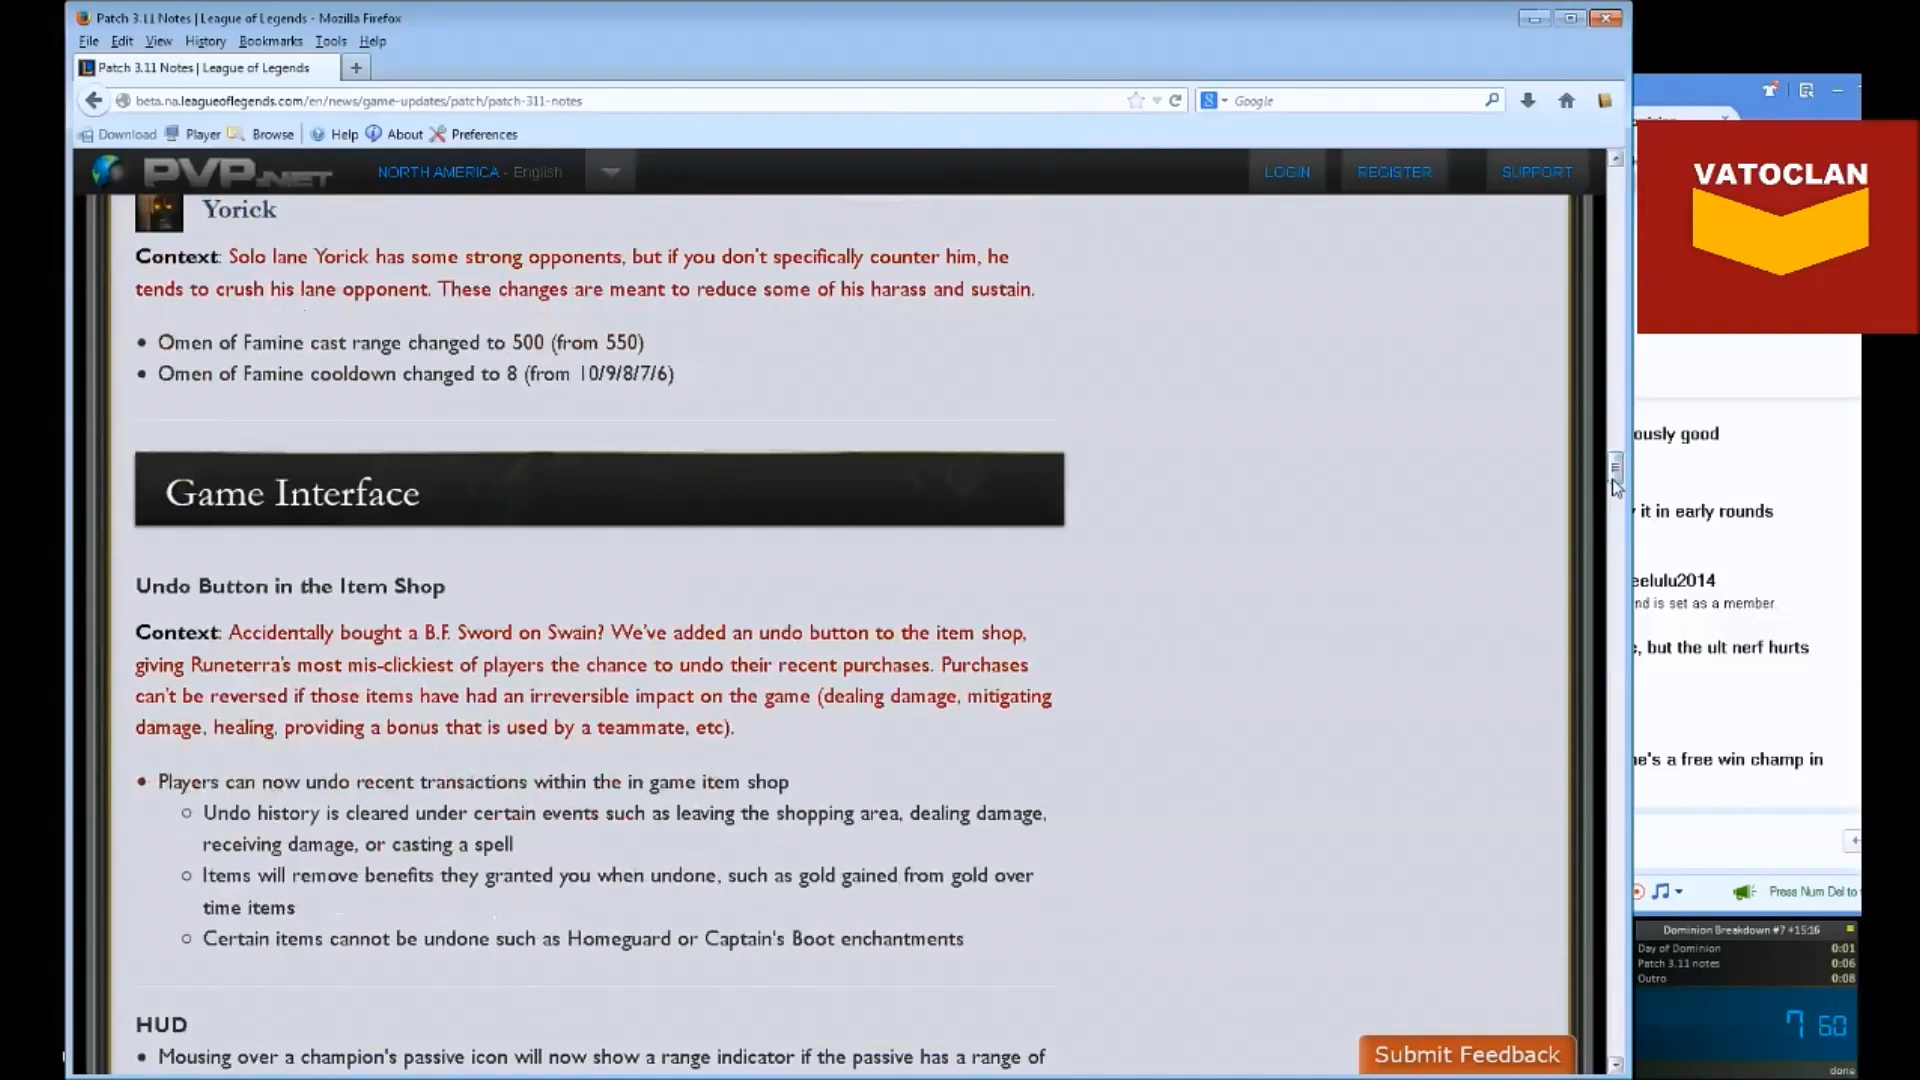 Patch 3.11 Notes | League of Legends - Mozilla Firefox
File Edit View History Bookmarks Tools Help
Patch 3.11 Notes | League of Legends
beta.na.leagueoflegends.com/en/news/game-updates/patch/patch-311-notes
Google
Download Player Browse Help About Preferences
PVP.NET
NORTH AMERICA - English
LOGIN
REGISTER
SUPPORT
VATOCLAN
Yorick
Context: Solo lane Yorick has some strong opponents, but if you don't specifically counter him, he
tends to crush his lane opponent. These changes are meant to reduce some of his harass and sustain.
• Omen of Famine cast range changed to 500 (from 550)
• Omen of Famine cooldown changed to 8 (from 10/9/8/7/6)
Game Interface
Undo Button in the Item Shop
Context: Accidentally bought a B.F. Sword on Swain? We've added an undo button to the item shop,
giving Runeterra's most mis-clickiest of players the chance to undo their recent purchases. Purchases
can't be reversed if those items have had an irreversible impact on the game (dealing damage, mitigating
damage, healing, providing a bonus that is used by a teammate, etc).
• Players can now undo recent transactions within the in game item shop
Undo history is cleared under certain events such as leaving the shopping area, dealing damage,
receiving damage, or casting a spell
Items will remove benefits they granted you when undone, such as gold gained from gold over
time items
Certain items cannot be undone such as Homeguard or Captain's Boot enchantments
HUD
• Mousing over a champion's passive icon will now show a range indicator if the passive has a range of
Submit Feedback
ously good
it in early rounds
eelulu2014
nd is set as a member.
, but the ult nerf hurts
he's a free win champ in
Press Num Del to
Dominion Breakdown #7 +15:16
Day of Dominion 0:01
Patch 3.11 notes 0:06
Outro 0:08
7 60
done